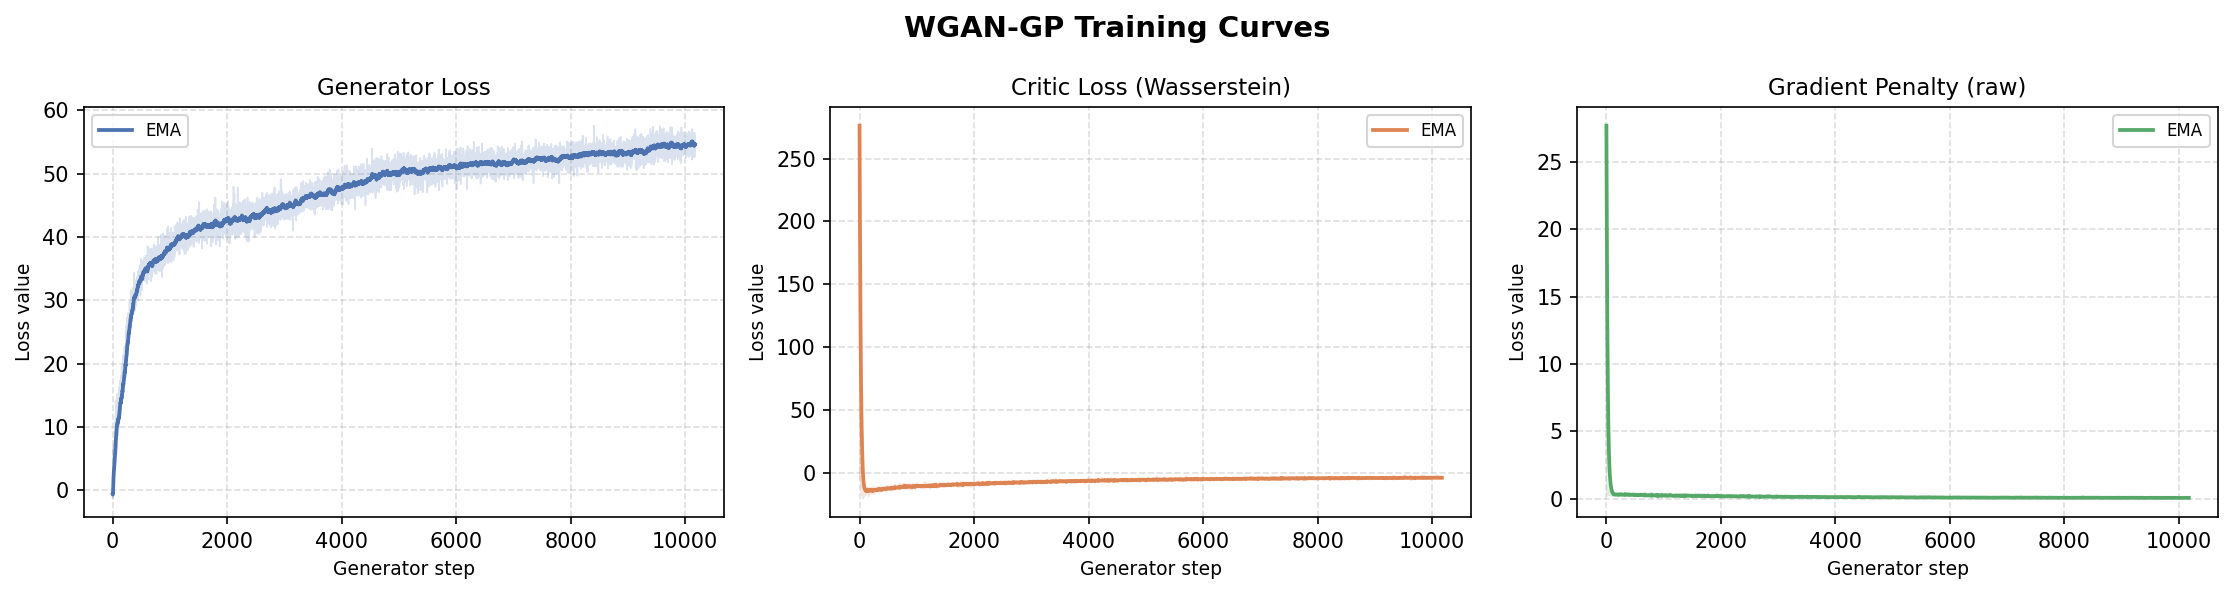 WGAN-GP Training Curves
Generator Loss
EMA
Loss value
60
50
40
30
20
10
0
0 2000 4000 6000 8000 10000
Generator step
Critic Loss (Wasserstein)
EMA
Loss value
250
200
150
100
50
0
0 2000 4000 6000 8000 10000
Generator step
Gradient Penalty (raw)
EMA
Loss value
25
20
15
10
5
0
0 2000 4000 6000 8000 10000
Generator step